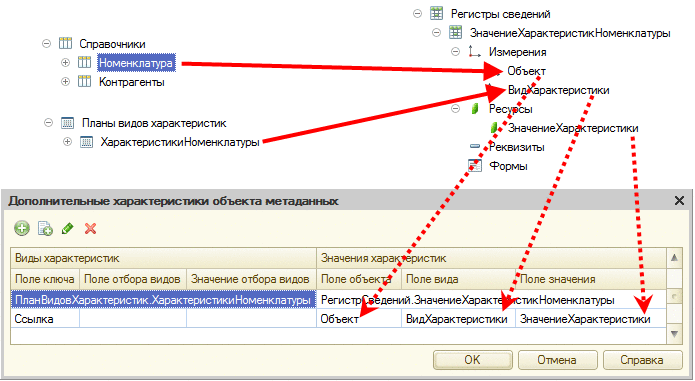 Справочники
Номенклатура
Контрагенты
Планы видов характеристик
ХарактеристикиНоменклатуры
Регистры сведений
ЗначениеХарактеристикНоменклатуры
Измерения
Объект
ВидХарактеристики
Ресурсы
ЗначениеХарактеристики
Реквизиты
Формы
Дополнительные характеристики объекта метаданных
Виды характеристик Значения характеристик
Поле ключа Поле отбора видов Значение отбора видов Поле объекта Поле вида Поле значения
ПланВидовХарактеристик.ХарактеристикиНоменклатуры РегистрСведений.ЗначениеХарактеристикНоменклатуры
Ссылка Объект ВидХарактеристики ЗначениеХарактеристики
OK Отмена Справка